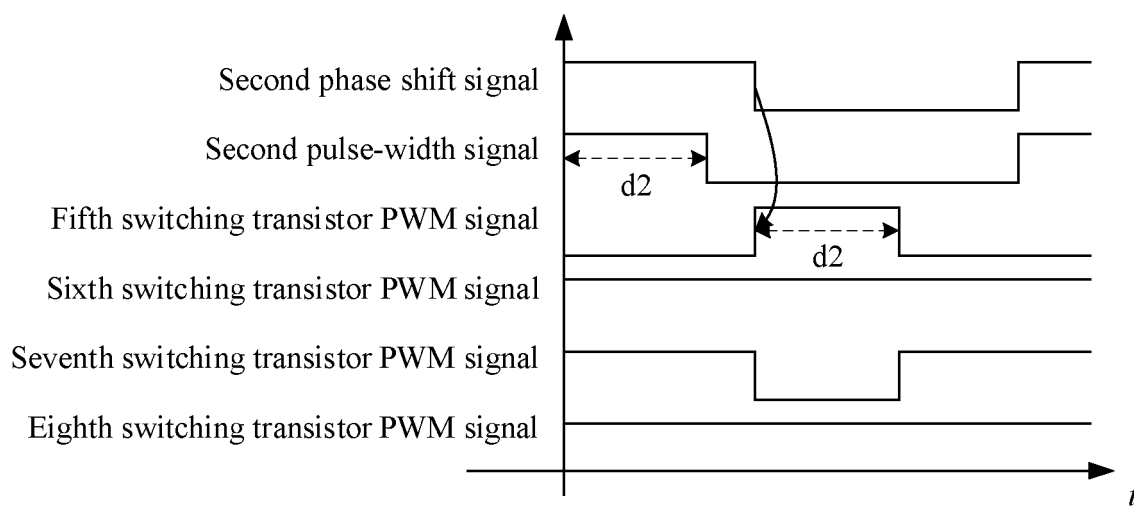 Second phase shift signal
Second pulse-width signal
d2
Fifth switching transistor PWM signal
d2
Sixth switching transistor PWM signal
Seventh switching transistor PWM signal
Eighth switching transistor PWM signal
t